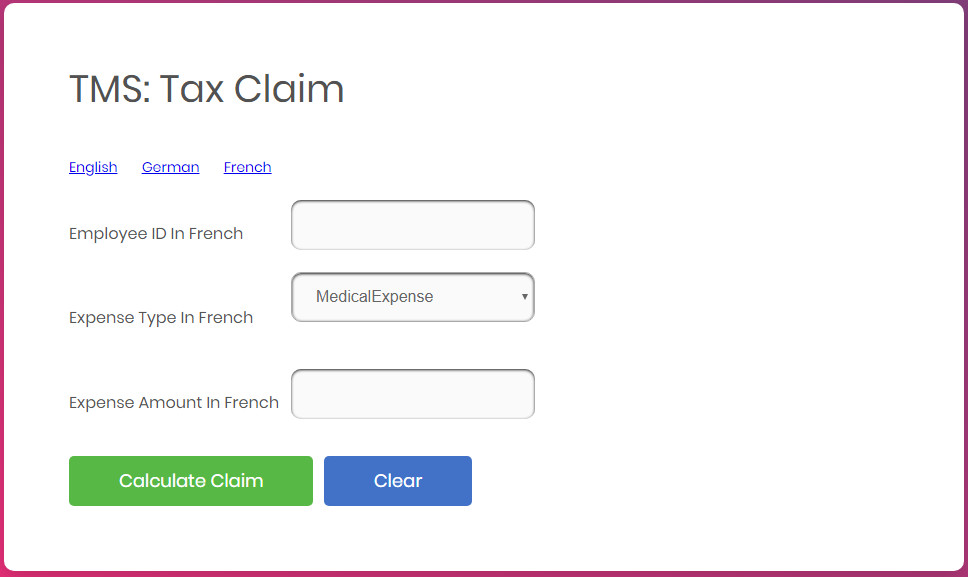 TMS: Tax Claim
English German French
Employee ID In French
MedicalExpense
Expense Type In French
Expense Amount In French
Calculate Claim Clear